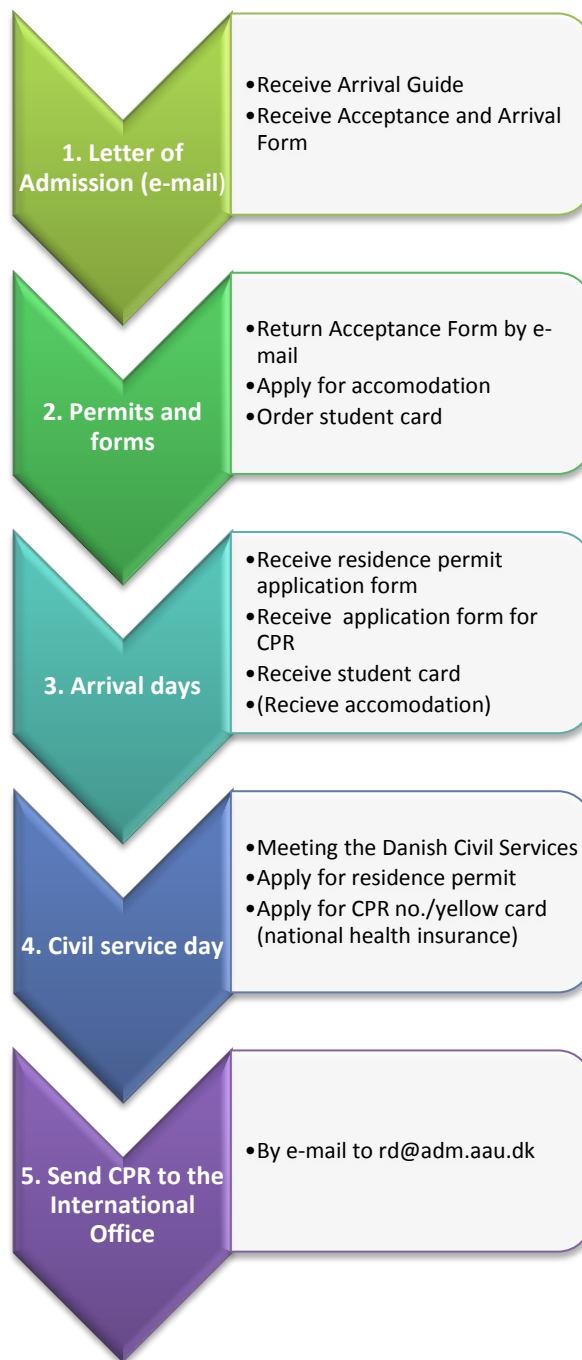 1. Letter of
Admission (e-mail)
•Receive Arrival Guide
•Receive Acceptance and Arrival
Form
2. Permits and
forms
•Return Acceptance Form by e-
mail
•Apply for accomodation
•Order student card
3. Arrival days
•Receive residence permit
application form
•Receive application form for
CPR
•Receive student card
•(Recieve accomodation)
4. Civil service day
•Meeting the Danish Civil Services
•Apply for residence permit
•Apply for CPR no./yellow card
(national health insurance)
5. Send CPR to the
International
Office
•By e-mail to rd@adm.aau.dk